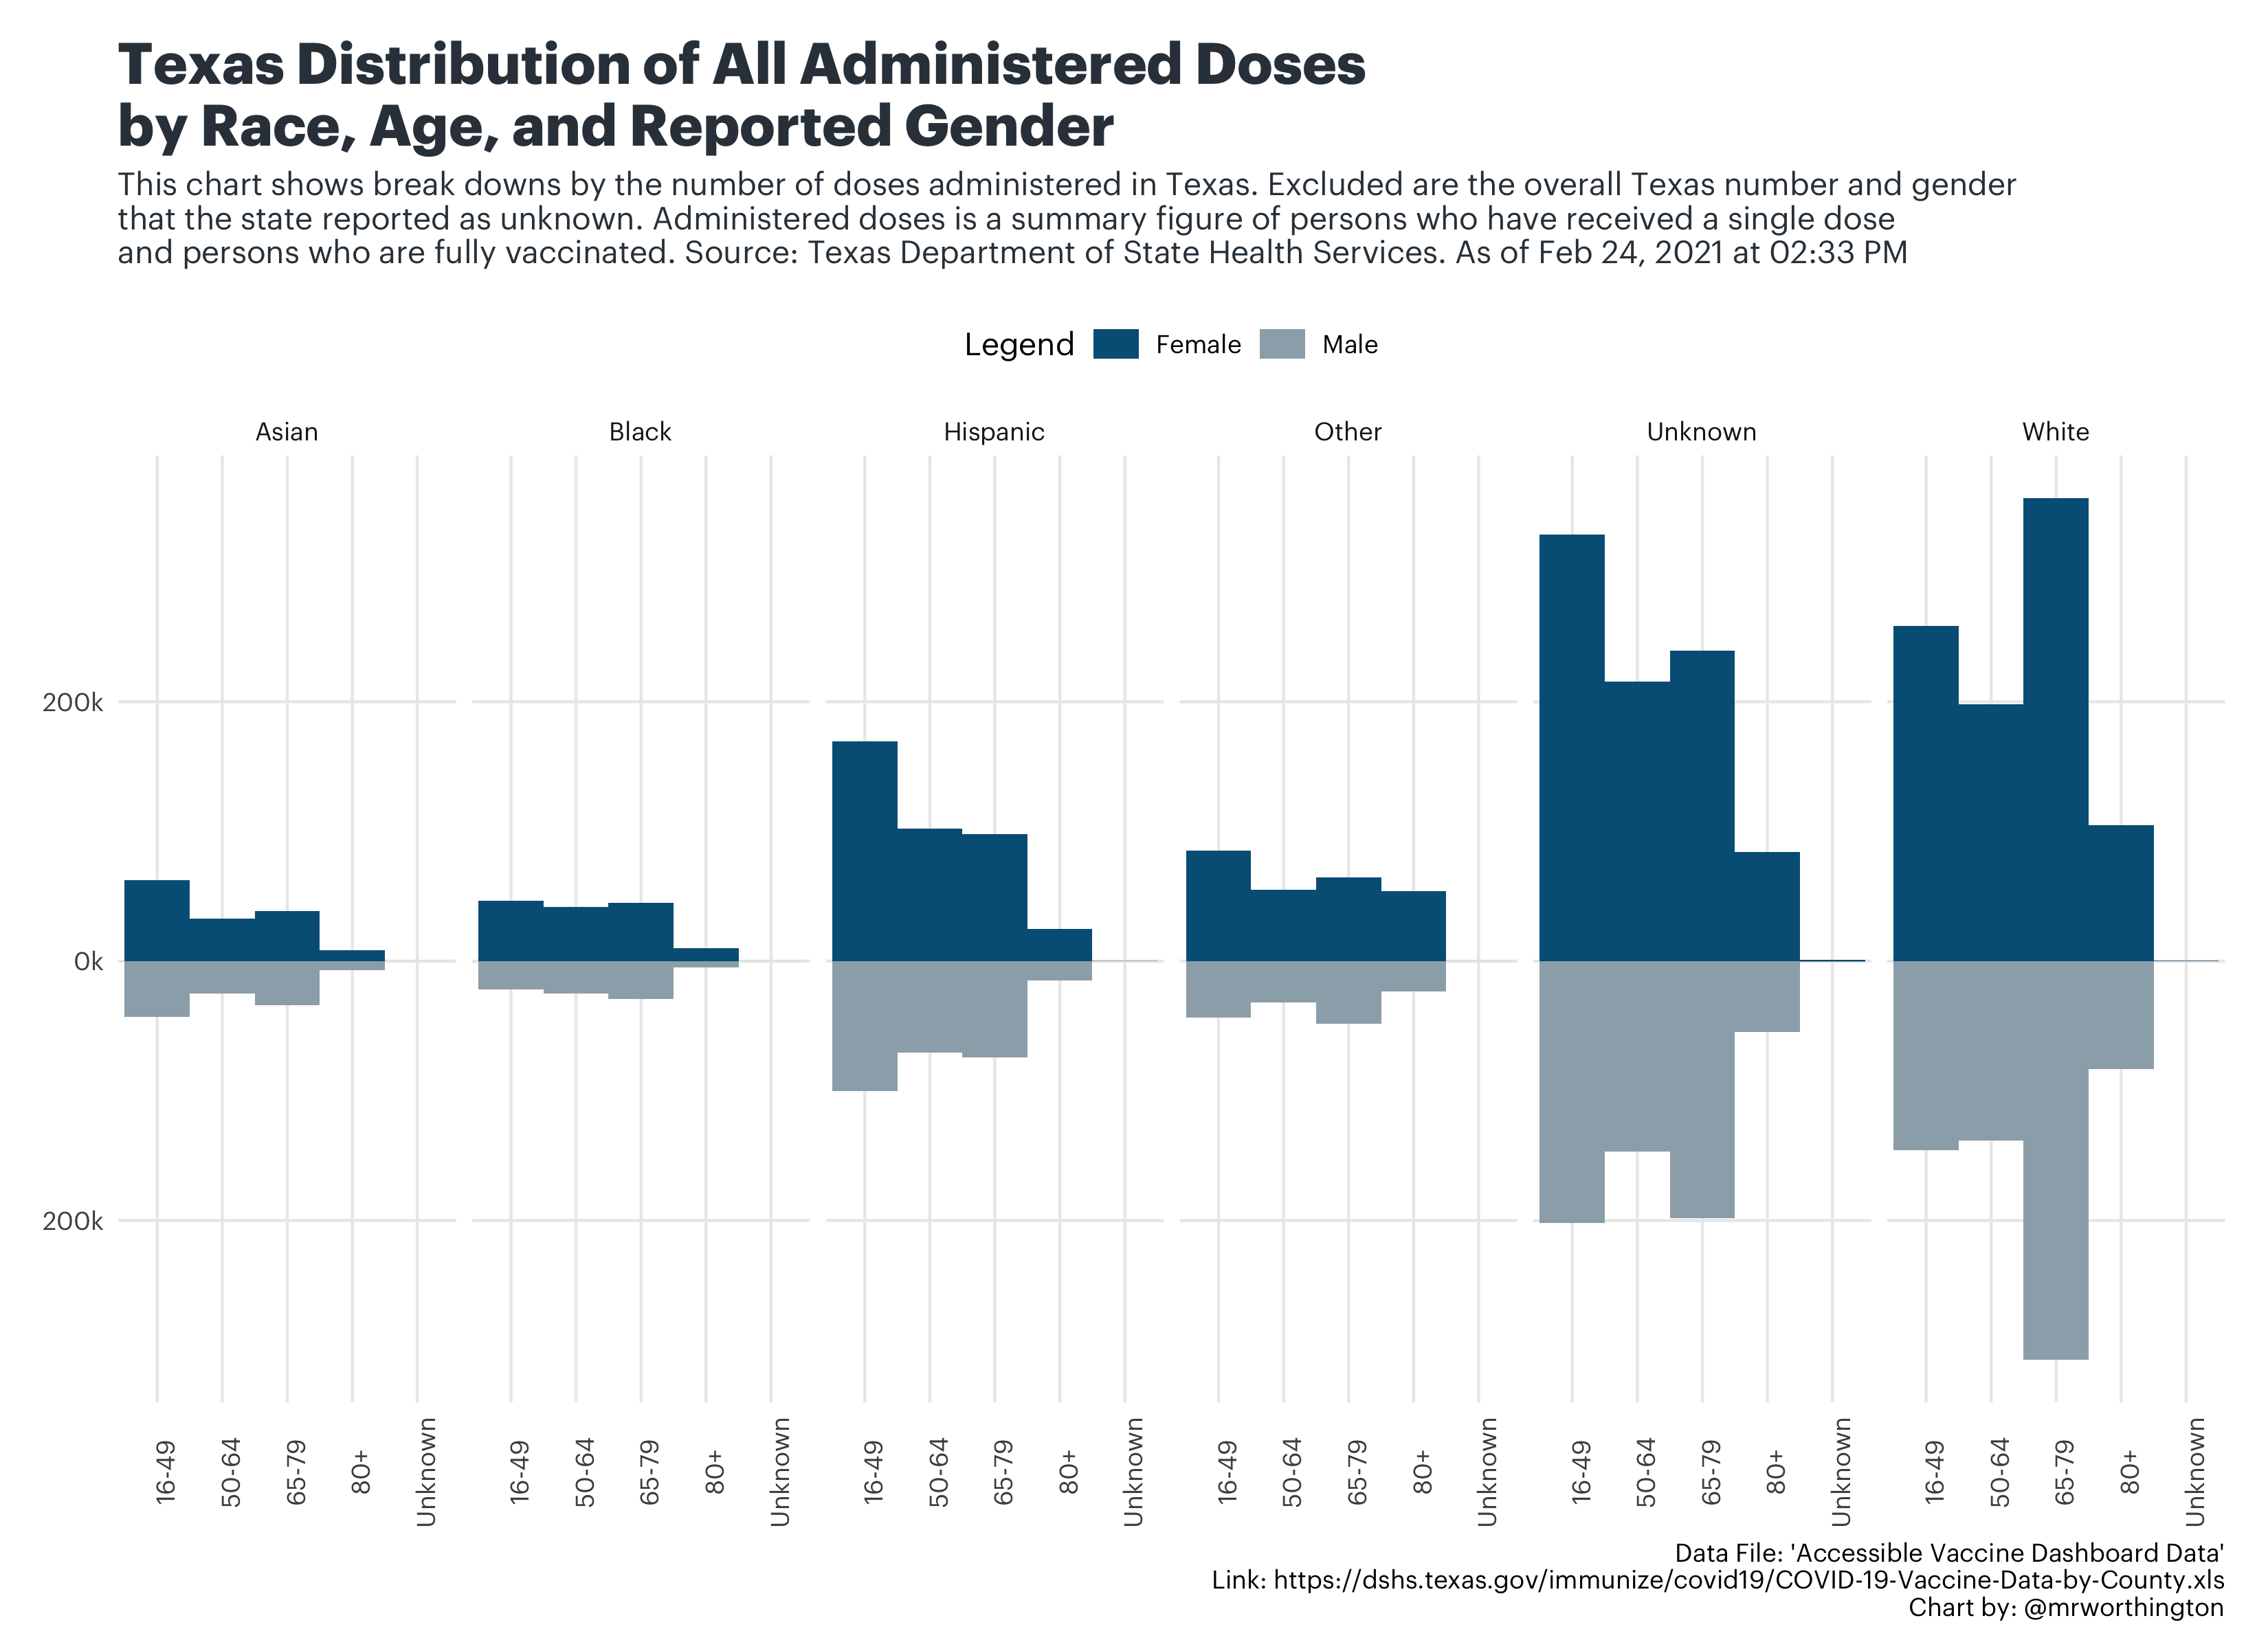 Texas Distribution of All Administered Doses
by Race, Age, and Reported Gender
This chart shows break downs by the number of doses administered in Texas. Excluded are the overall Texas number and gender
that the state reported as unknown. Administered doses is a summary figure of persons who have received a single dose
and persons who are fully vaccinated. Source: Texas Department of State Health Services. As of Feb 24, 2021 at 02:33 PM
Legend Female Male
Asian Black Hispanic Other Unknown White
200k
0k
200k
16-49 50-64 65-79 80+ Unknown 16-49 50-64 65-79 80+ Unknown 16-49 50-64 65-79 80+ Unknown 16-49 50-64 65-79 80+ Unknown 16-49 50-64 65-79 80+ Unknown 16-49 50-64 65-79 80+ Unknown
Data File: 'Accessible Vaccine Dashboard Data'
Link: https://dshs.texas.gov/immunize/covid19/COVID-19-Vaccine-Data-by-County.xls
Chart by: @mrworthington